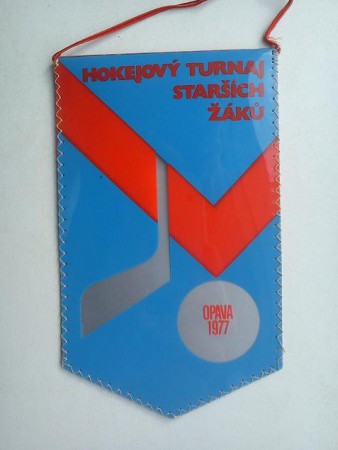 HOKEJOVÝ TURNAJ
STARŠÍCH
ŽÁKŮ
OPAVA
1977